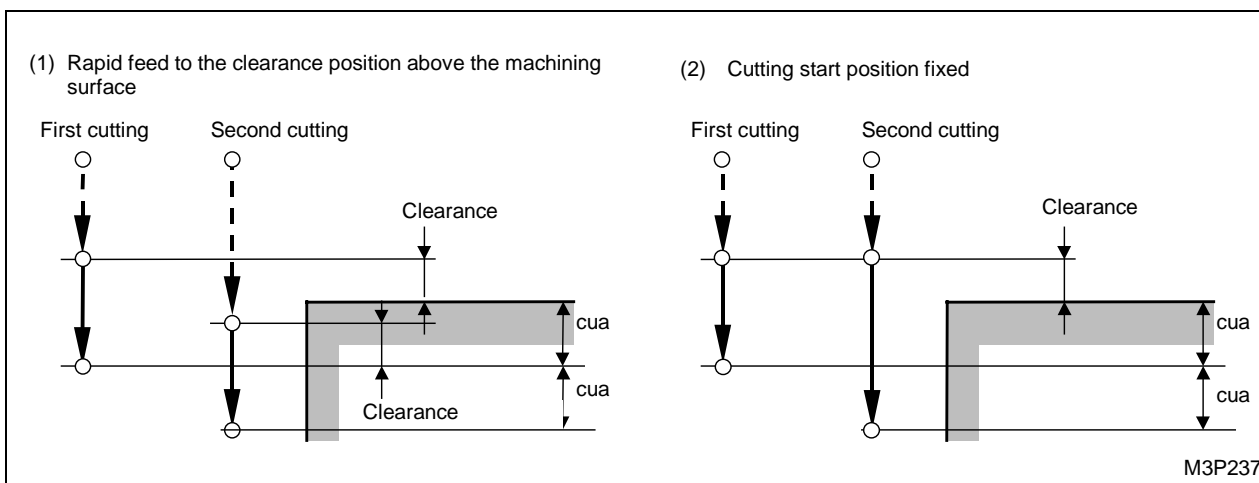 (1) Rapid feed to the clearance position above the machining
surface
First cutting
Second cutting
Clearance
cua
cua
Clearance
(2) Cutting start position fixed
First cutting
Second cutting
Clearance
cua
cua
M3P237